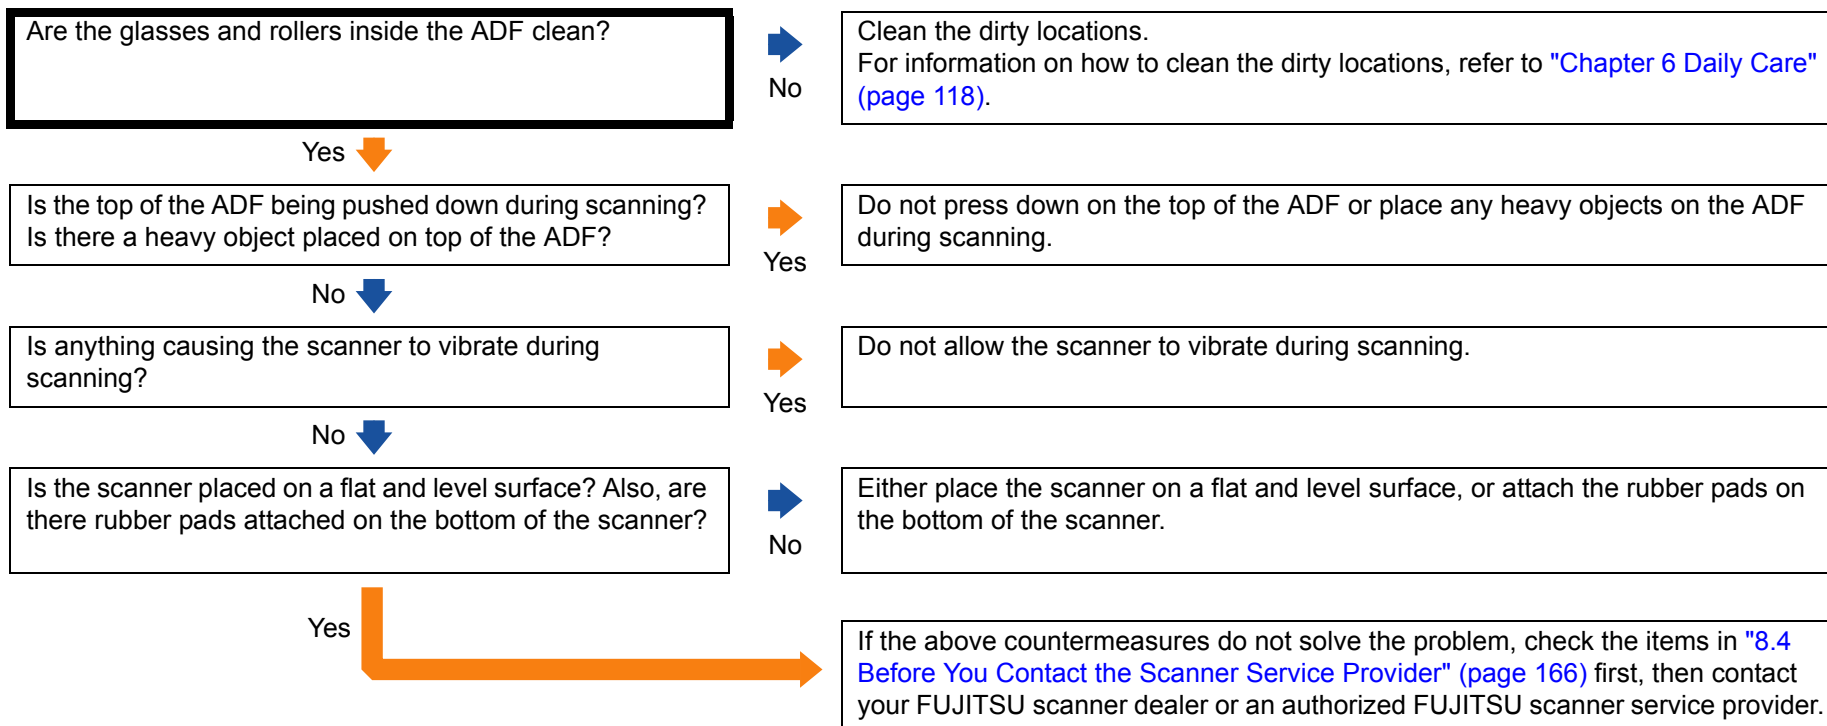 Are the glasses and rollers inside the ADF clean?
No
Clean the dirty locations.
For information on how to clean the dirty locations, refer to "Chapter 6 Daily Care"
(page 118).
Yes
Is the top of the ADF being pushed down during scanning?
Is there a heavy object placed on top of the ADF?
Yes
Do not press down on the top of the ADF or place any heavy objects on the ADF
during scanning.
No
Is anything causing the scanner to vibrate during
scanning?
Yes
Do not allow the scanner to vibrate during scanning.
No
Is the scanner placed on a flat and level surface? Also, are
there rubber pads attached on the bottom of the scanner?
No
Either place the scanner on a flat and level surface, or attach the rubber pads on
the bottom of the scanner.
Yes
If the above countermeasures do not solve the problem, check the items in "8.4
Before You Contact the Scanner Service Provider" (page 166) first, then contact
your FUJITSU scanner dealer or an authorized FUJITSU scanner service provider.